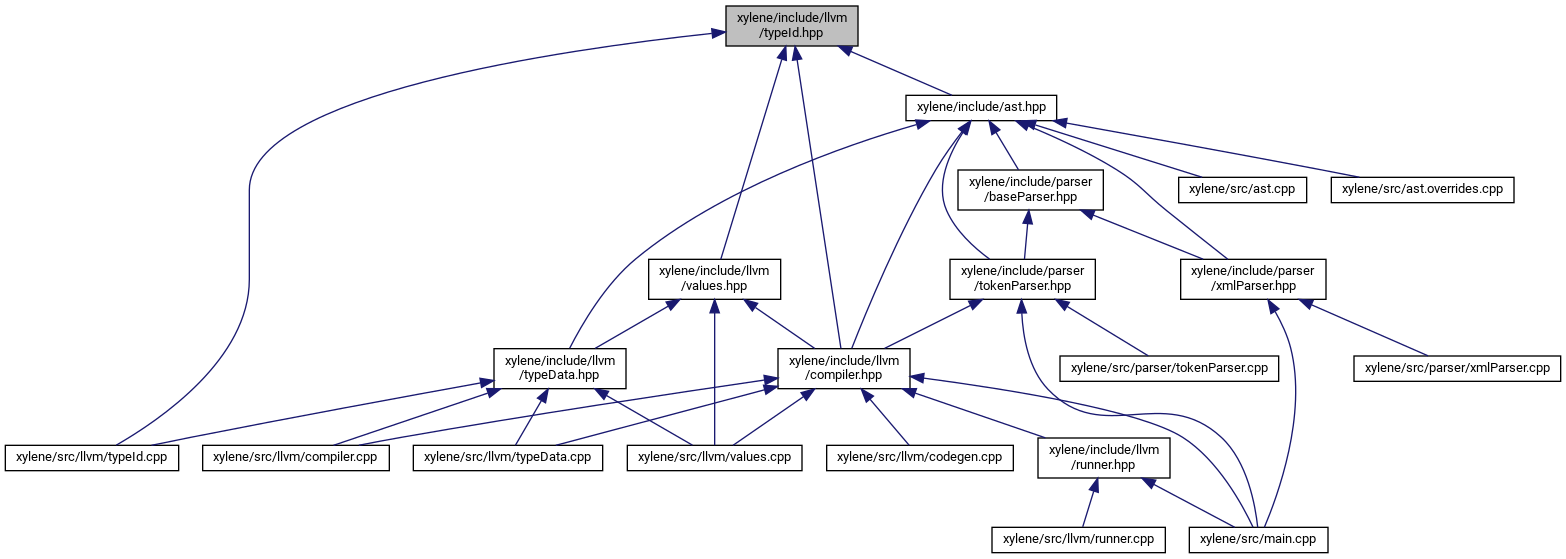 xylene/include/llvm
/typeId.hpp
xylene/include/ast.hpp
xylene/include/parser
/baseParser.hpp
xylene/src/ast.cpp
xylene/src/ast.overrides.cpp
xylene/include/llvm
/values.hpp
xylene/include/parser
/tokenParser.hpp
xylene/include/parser
/xmlParser.hpp
xylene/include/llvm
/typeData.hpp
xylene/include/llvm
/compiler.hpp
xylene/src/parser/tokenParser.cpp
xylene/src/parser/xmlParser.cpp
xylene/src/llvm/typeId.cpp
xylene/src/llvm/compiler.cpp
xylene/src/llvm/typeData.cpp
xylene/src/llvm/values.cpp
xylene/src/llvm/codegen.cpp
xylene/include/llvm
/runner.hpp
xylene/src/llvm/runner.cpp
xylene/src/main.cpp